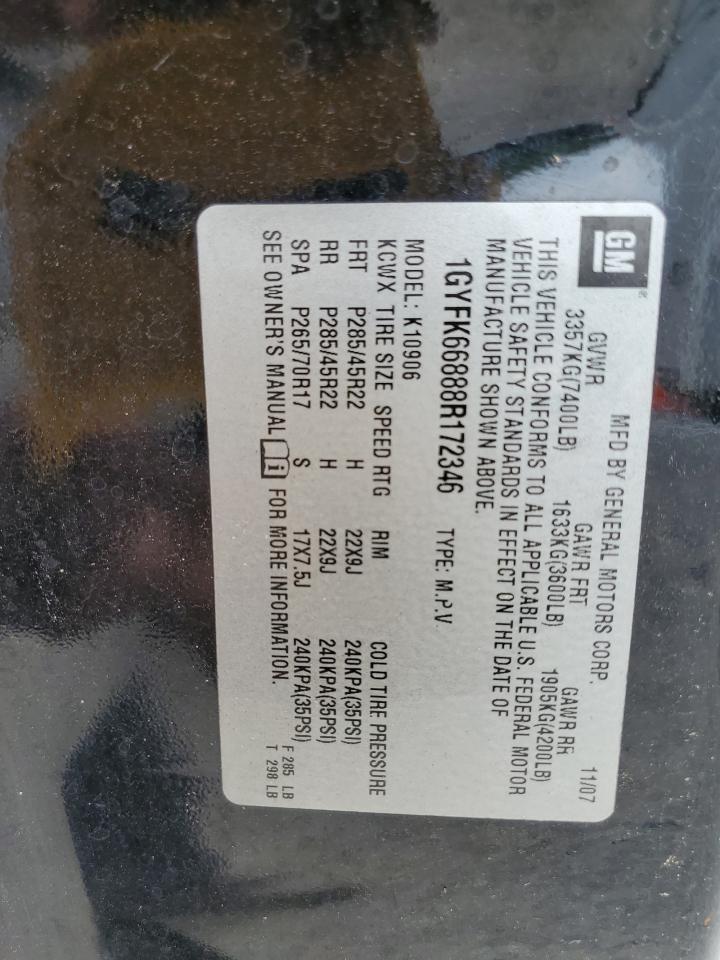 GM®
MFD BY GENERAL MOTORS CORP. 11/07
GVWR GAWR FRT GAWR RR
3357KG(7400LB) 1633KG(3600LB) 1905KG(4200LB)
THIS VEHICLE CONFORMS TO ALL APPLICABLE U.S. FEDERAL MOTOR
VEHICLE SAFETY STANDARDS IN EFFECT ON THE DATE OF
MANUFACTURE SHOWN ABOVE.
1GYFK66888R172346 TYPE: M.P.V
MODEL: K10906
KCWX TIRE SIZE SPEED RTG RIM COLD TIRE PRESSURE
FRT P285/45R22 H 22X9J 240KPA(35PSI)
RR P285/45R22 H 22X9J 240KPA(35PSI)
SPA P265/70R17 S 17X7.5J 240KPA(35PSI)
SEE OWNER'S MANUAL i FOR MORE INFORMATION.
F 285 LB
T 298 LB